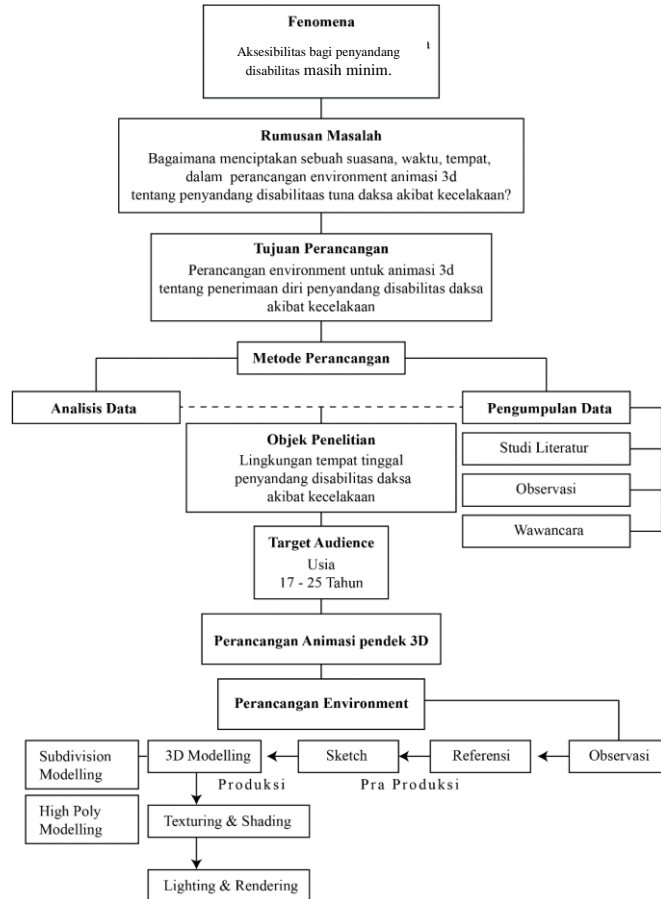 Fenomena
Aksesibilitas bagi penyandang
disabilitas masih minim.
Rumusan Masalah
Bagaimana menciptakan sebuah suasana, waktu, tempat,
dalam perancangan environment animasi 3d
tentang penyandang disabilitaas tuna daksa akibat kecelakaan?
Tujuan Perancangan
Perancangan environment untuk animasi 3d
tentang penerimaan diri penyandang disabilitas daksa
akibat kecelakaan
Metode Perancangan
Analisis Data
Pengumpulan Data
Objek Penelitian
Lingkungan tempat tinggal
penyandang disabilitas daksa
akibat kecelakaan
Studi Literatur
Observasi
Wawancara
Target Audience
Usia
17 - 25 Tahun
Perancangan Animasi pendek 3D
Perancangan Environment
Subdivision
Modelling
3D Modelling
Sketch
Referensi
Observasi
Produksi
Pra Produksi
High Poly
Modelling
Texturing & Shading
Lighting & Rendering